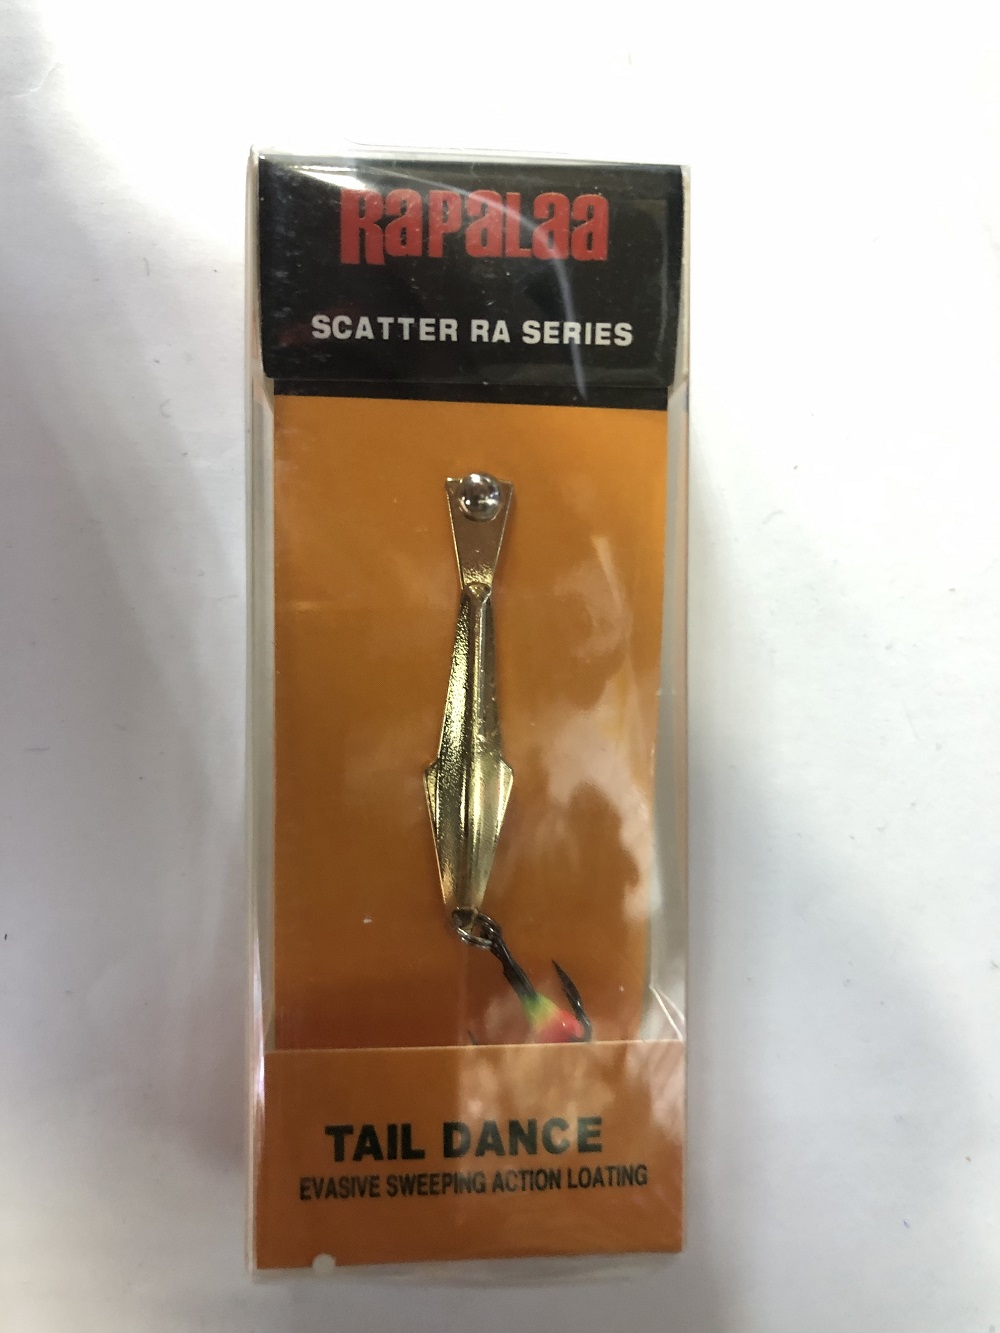 RaPaLaa
SCATTER RA SERIES
TAIL DANCE
EVASIVE SWEEPING ACTION LOATING